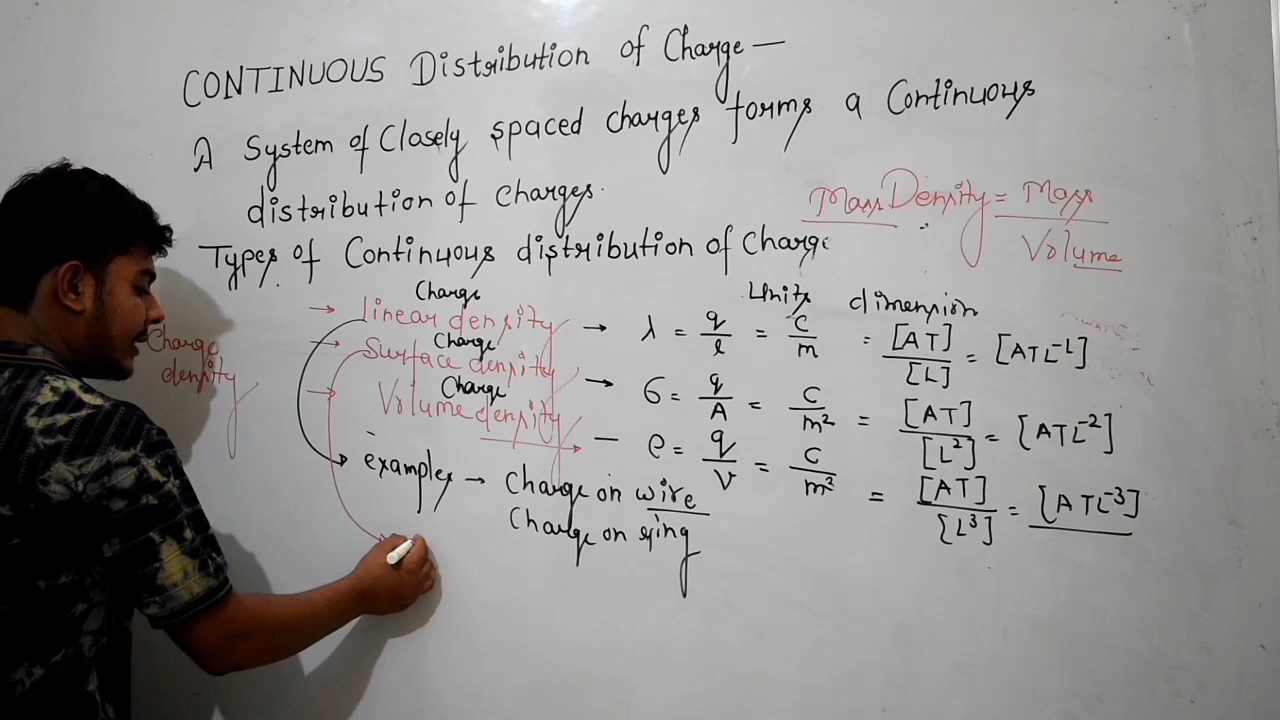 CONTINUOUS Distribution of Charge —
A System of Closely spaced charges forms a Continuous
distribution of charges.
Mass Density = Mass / Volume
Types of Continuous distribution of Charge
Units dimension
→ Linear Charge density → λ = q/l = C/m = [AT]/[L] = [ATL⁻¹]
Charge density
→ Surface Charge density → σ = q/A = C/m² = [AT]/[L²] = [ATL⁻²]
→ Volume Charge density — ρ = q/V = C/m³ = [AT]/[L³] = [ATL⁻³]
examples → Charge on wire
Charge on ring